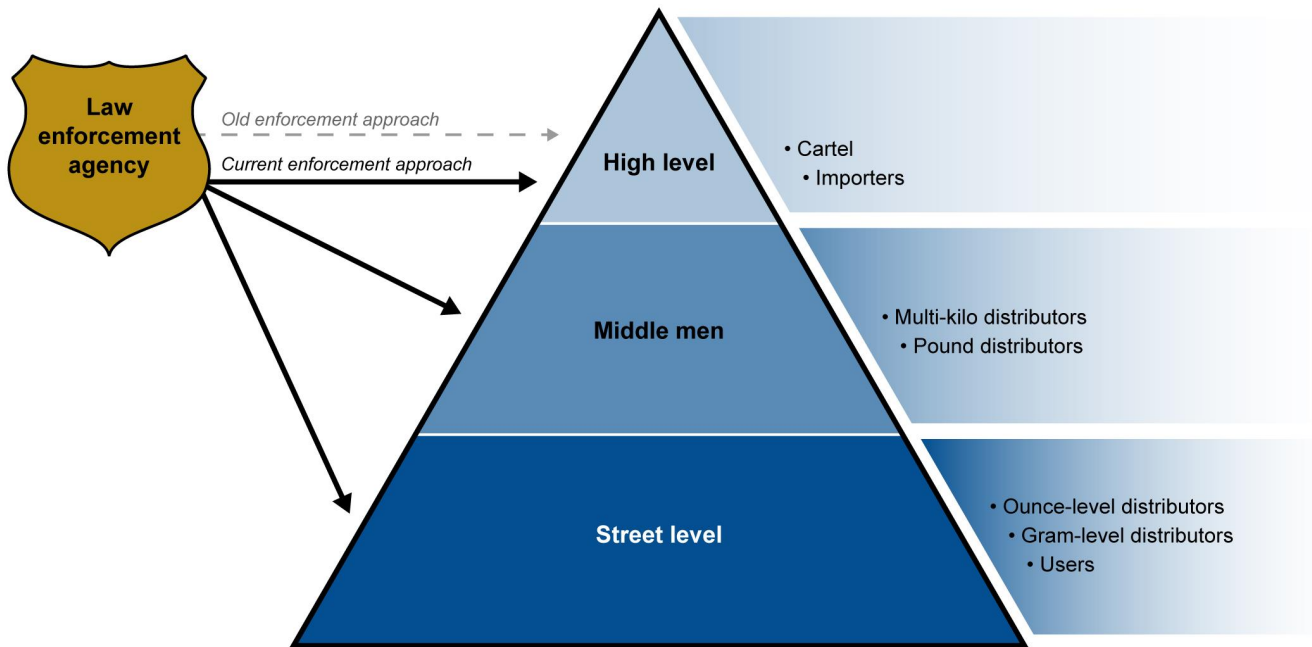 Law
enforcement
agency
Old enforcement approach
Current enforcement approach
High level
• Cartel
• Importers
Middle men
• Multi-kilo distributors
• Pound distributors
Street level
• Ounce-level distributors
• Gram-level distributors
• Users